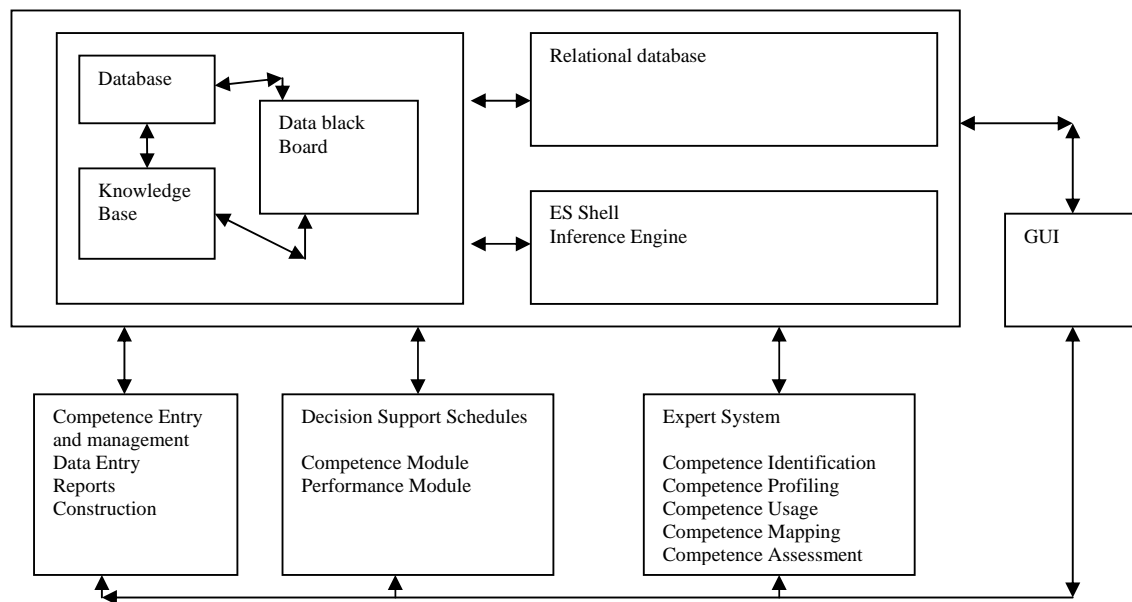 Database
Data black
Board
Knowledge
Base
Relational database
ES Shell
Inference Engine
GUI
Competence Entry
and management
Data Entry
Reports
Construction
Decision Support Schedules
Competence Module
Performance Module
Expert System
Competence Identification
Competence Profiling
Competence Usage
Competence Mapping
Competence Assessment